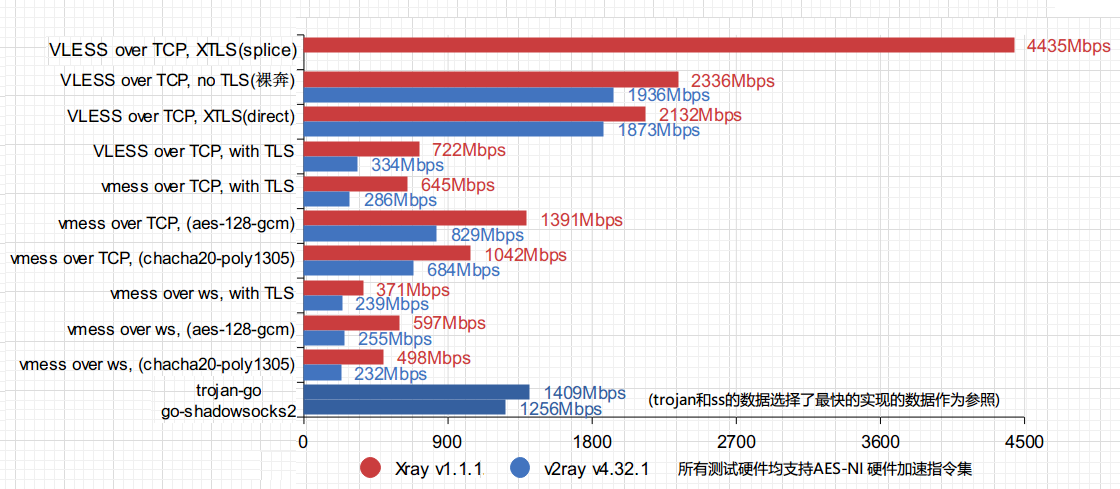 VLESS over TCP, XTLS(splice) 4435Mbps
VLESS over TCP, no TLS(裸奔) 2336Mbps
1936Mbps
VLESS over TCP, XTLS(direct) 2132Mbps
1873Mbps
VLESS over TCP, with TLS 722Mbps
334Mbps
vmess over TCP, with TLS 645Mbps
286Mbps
vmess over TCP, (aes-128-gcm) 1391Mbps
829Mbps
vmess over TCP, (chacha20-poly1305) 1042Mbps
684Mbps
vmess over ws, with TLS 371Mbps
239Mbps
vmess over ws, (aes-128-gcm) 597Mbps
255Mbps
vmess over ws, (chacha20-poly1305) 498Mbps
232Mbps
trojan-go 1409Mbps
(trojan和ss的数据选择了最快的实现的数据作为参照)
go-shadowsocks2 1256Mbps
0 900 1800 2700 3600 4500
Xray v1.1.1 v2ray v4.32.1 所有测试硬件均支持AES-NI 硬件加速指令集